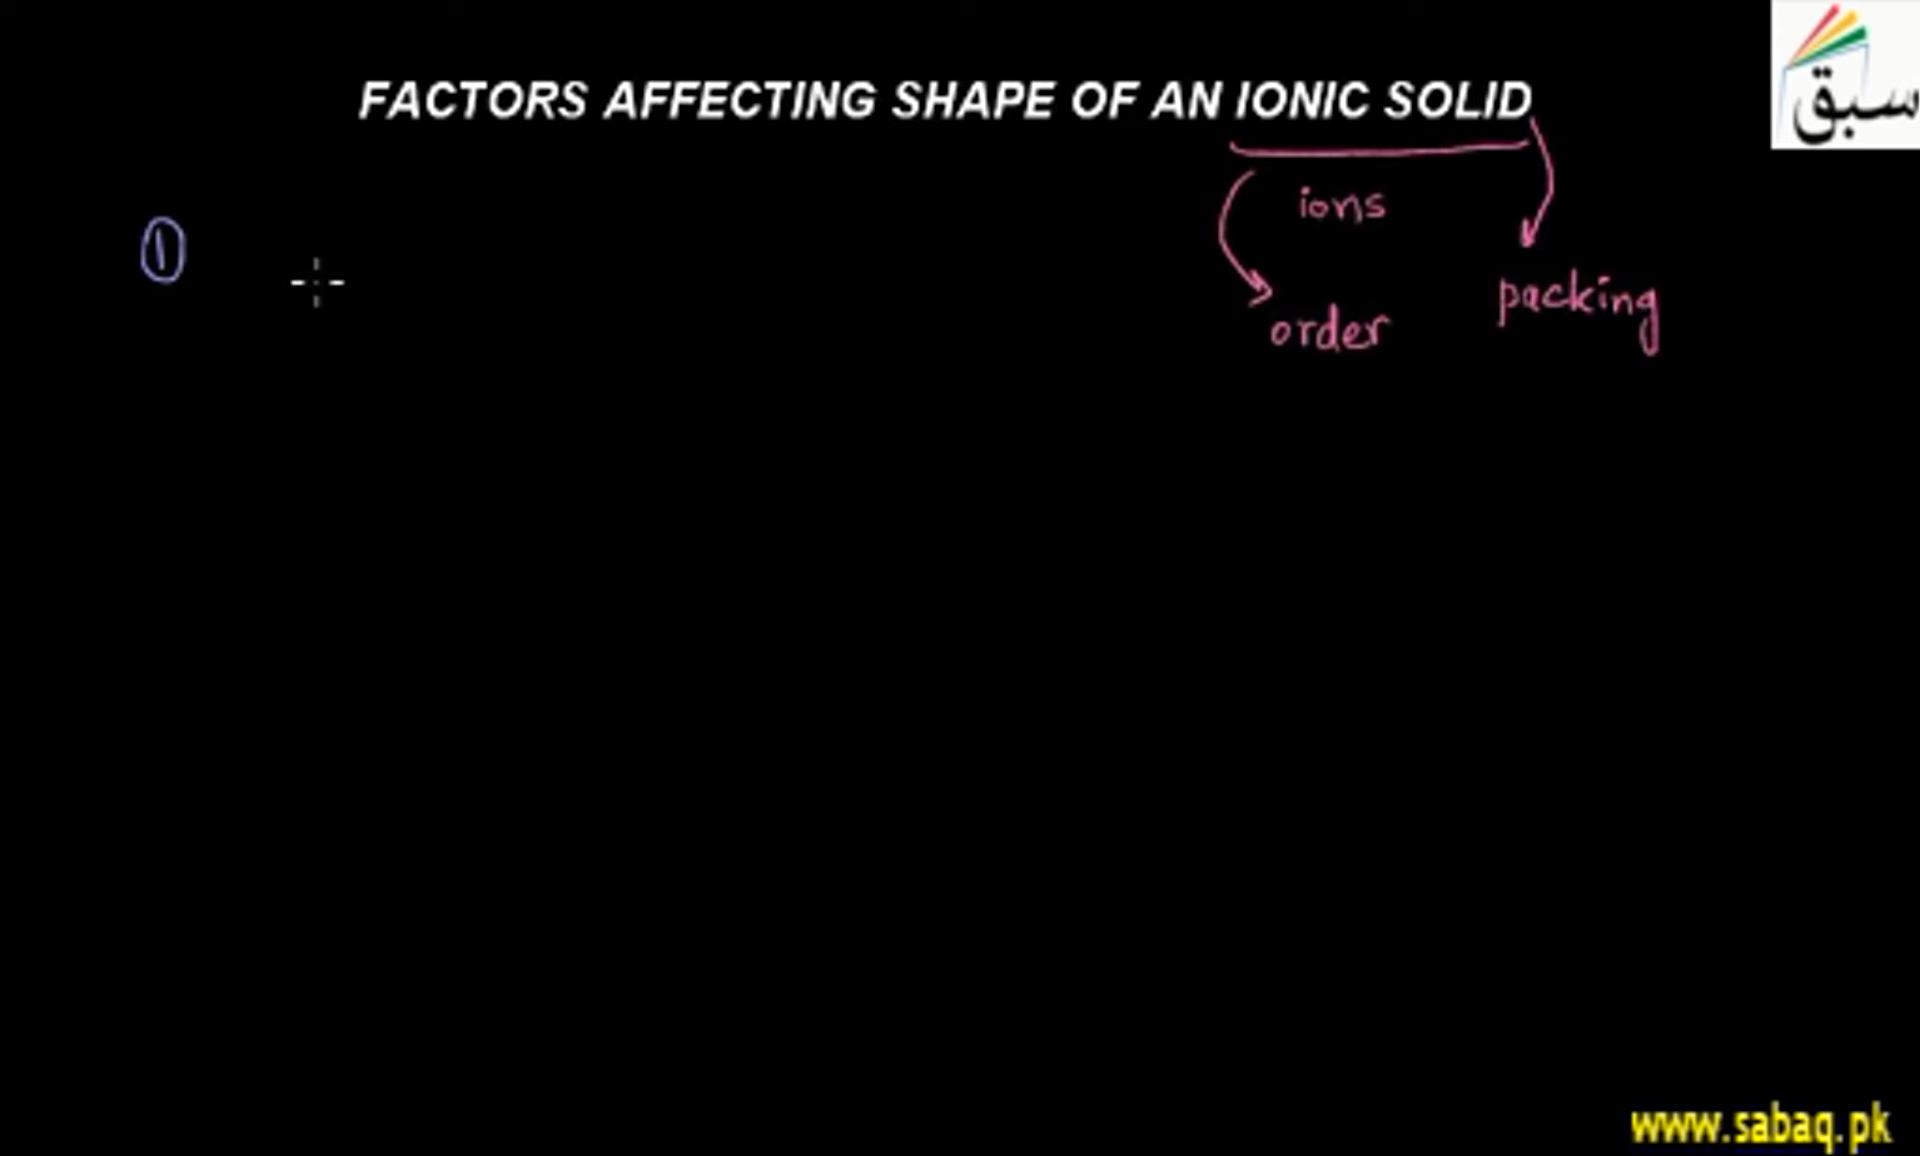 FACTORS AFFECTING SHAPE OF AN IONIC SOLID
سبق
ions
①
packing
order
www.sabaq.pk